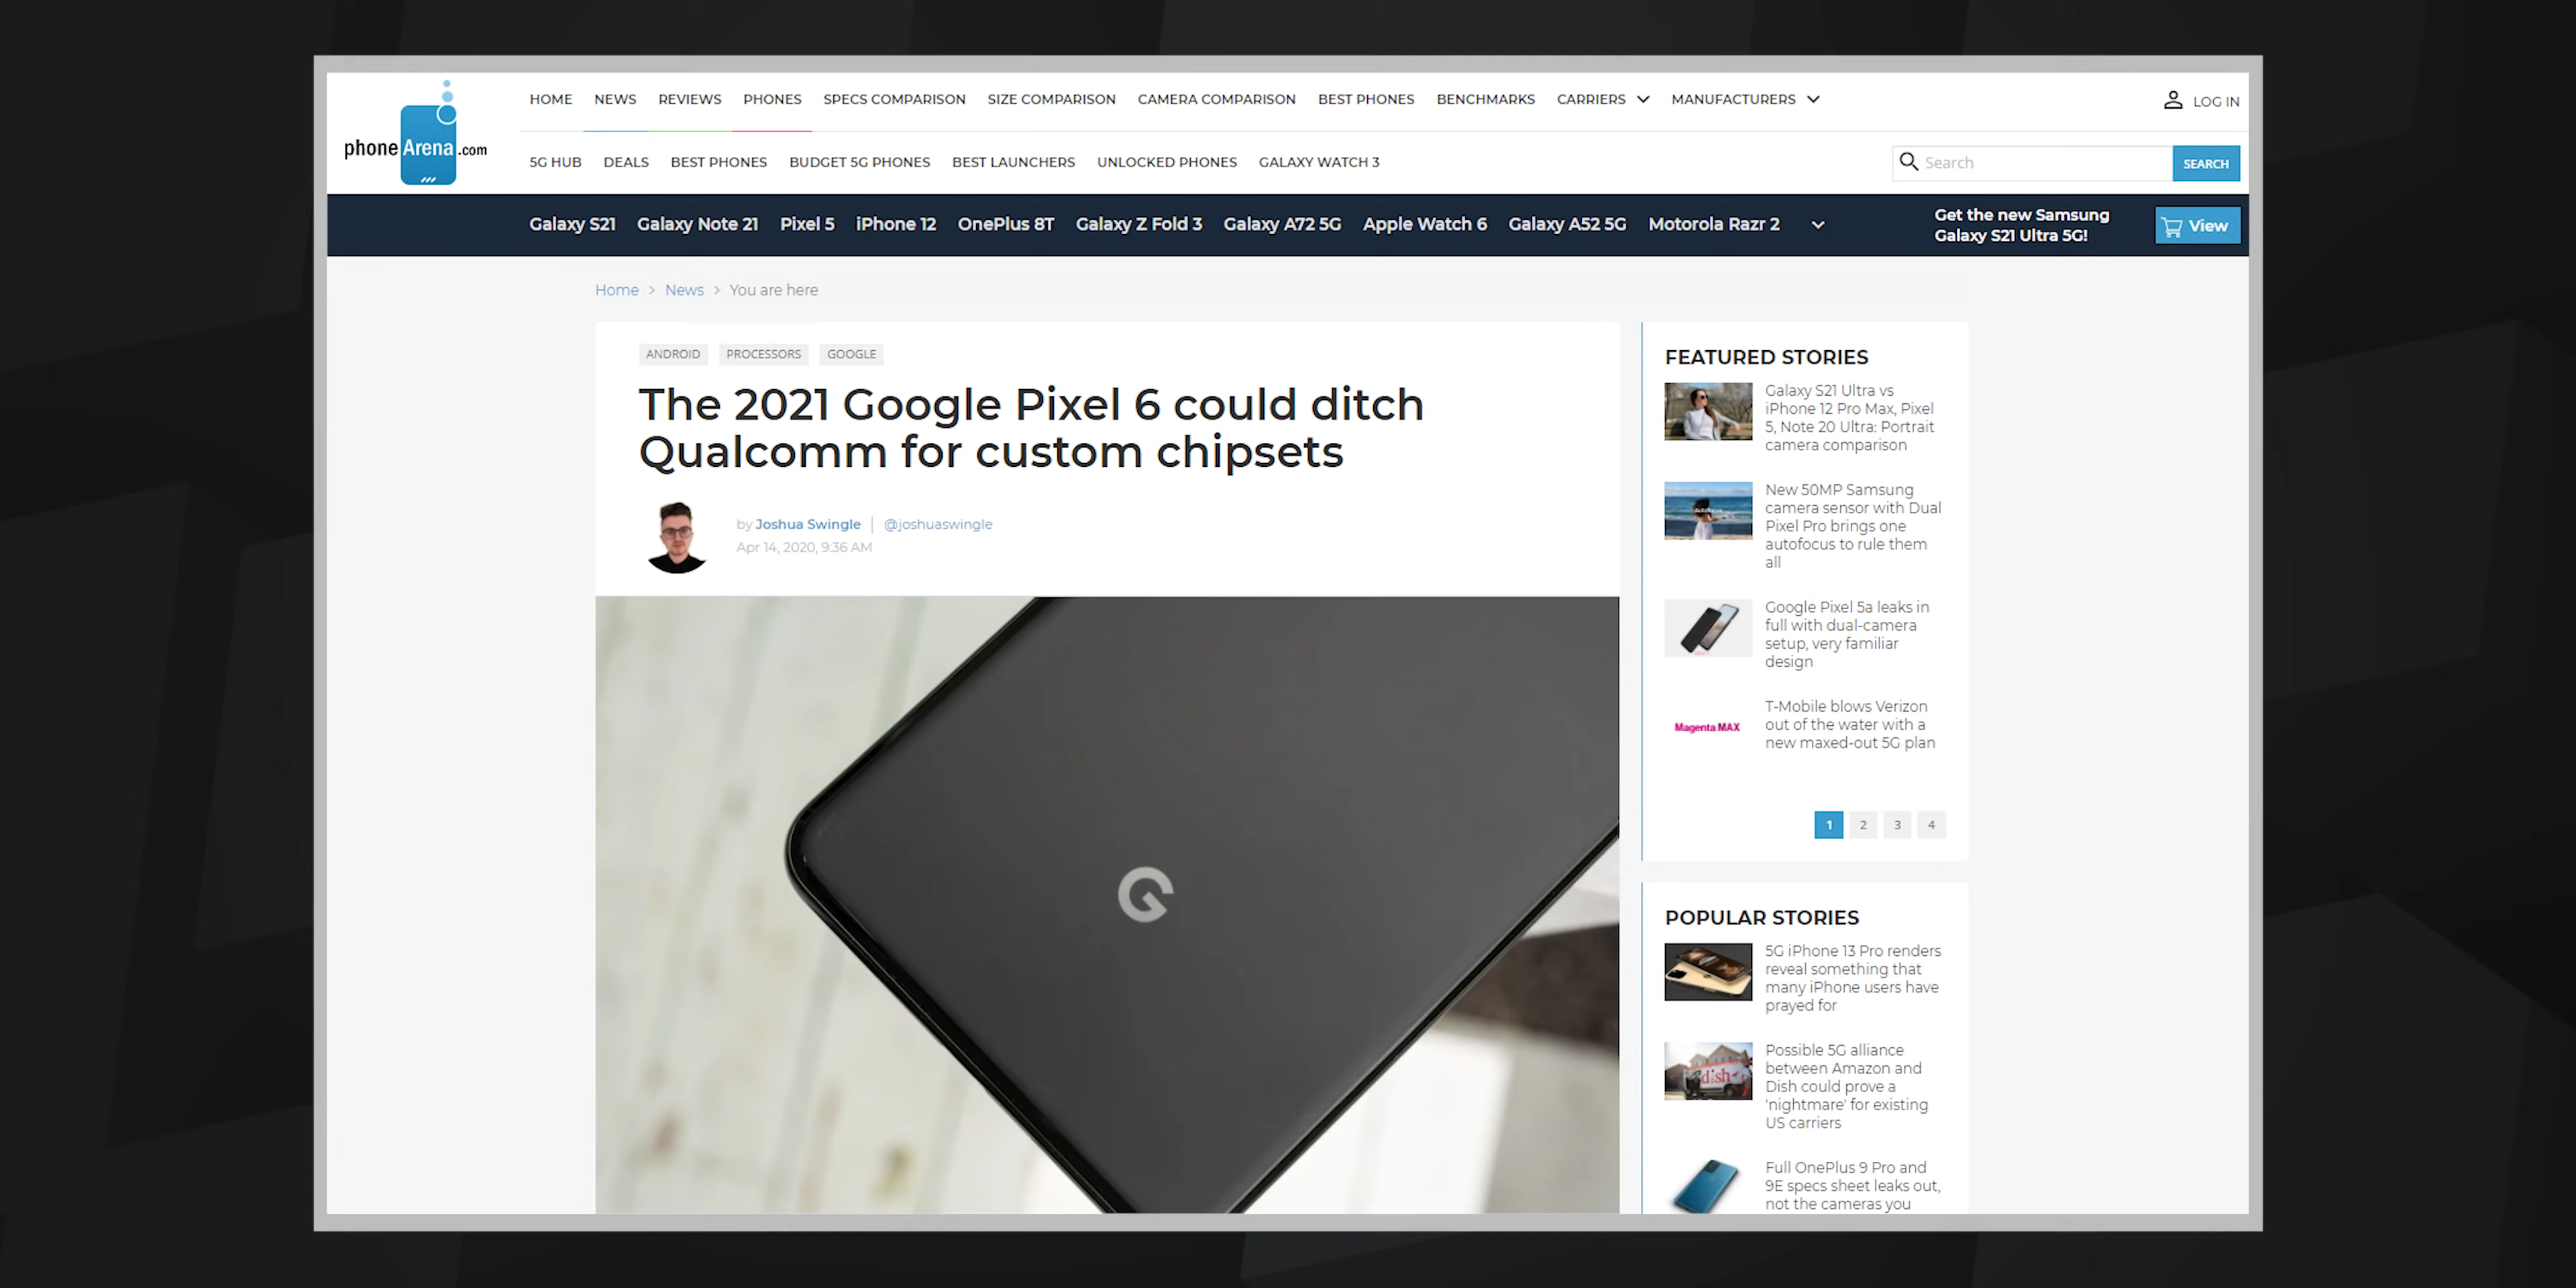 phoneArena.com
HOME NEWS REVIEWS PHONES SPECS COMPARISON SIZE COMPARISON CAMERA COMPARISON BEST PHONES BENCHMARKS CARRIERS MANUFACTURERS
LOG IN
5G HUB DEALS BEST PHONES BUDGET 5G PHONES BEST LAUNCHERS UNLOCKED PHONES GALAXY WATCH 3
Search
SEARCH
Galaxy S21 Galaxy Note 21 Pixel 5 iPhone 12 OnePlus 8T Galaxy Z Fold 3 Galaxy A72 5G Apple Watch 6 Galaxy A52 5G Motorola Razr 2
Get the new Samsung
Galaxy S21 Ultra 5G!
View
Home > News > You are here
ANDROID PROCESSORS GOOGLE
The 2021 Google Pixel 6 could ditch
Qualcomm for custom chipsets
by Joshua Swingle | @joshuaswingle
Apr 14, 2020, 9:36 AM
FEATURED STORIES
Galaxy S21 Ultra vs
iPhone 12 Pro Max, Pixel
5, Note 20 Ultra: Portrait
camera comparison
New 50MP Samsung
camera sensor with Dual
Pixel Pro brings one
autofocus to rule them
all
Google Pixel 5a leaks in
full with dual-camera
setup, very familiar
design
Magenta MAX
T-Mobile blows Verizon
out of the water with a
new maxed-out 5G plan
1 2 3 4
POPULAR STORIES
5G iPhone 13 Pro renders
reveal something that
many iPhone users have
prayed for
dish
Possible 5G alliance
between Amazon and
Dish could prove a
'nightmare' for existing
US carriers
Full OnePlus 9 Pro and
9E specs sheet leaks out,
not the cameras you